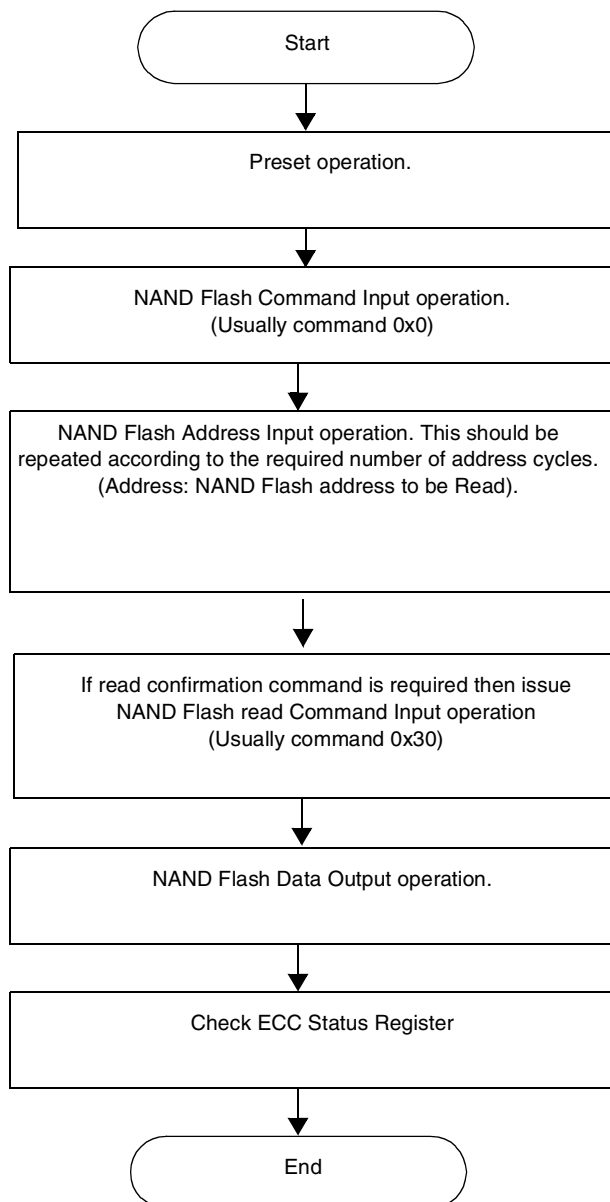 Start
Preset operation.
NAND Flash Command Input operation.
(Usually command 0x0)
NAND Flash Address Input operation. This should be
repeated according to the required number of address cycles.
(Address: NAND Flash address to be Read).
If read confirmation command is required then issue
NAND Flash read Command Input operation
(Usually command 0x30)
NAND Flash Data Output operation.
Check ECC Status Register
End